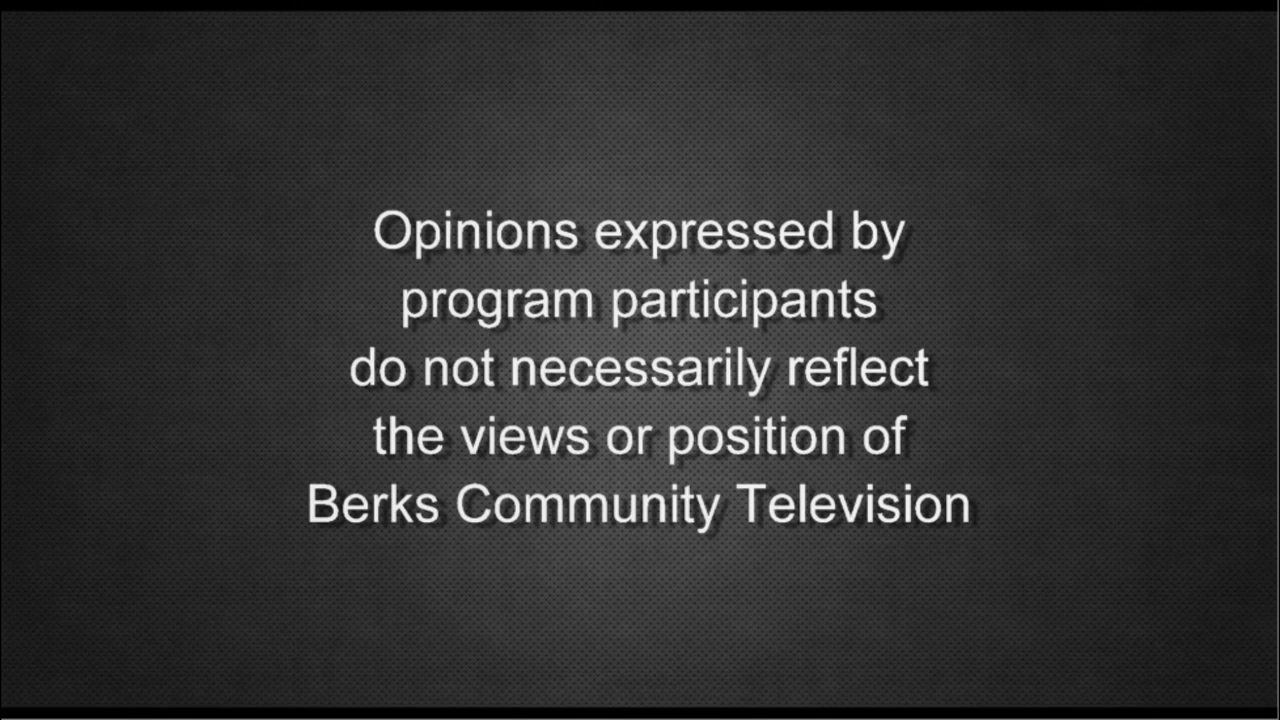 Opinions expressed by
program participants
do not necessarily reflect
the views or position of
Berks Community Television